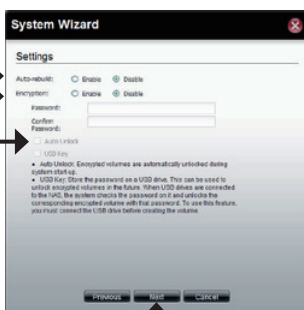 System Wizard
Settings
Auto-rebuild: Enable Disable
Encryption: Enable Disable
Password:
Confirm
Password:
Auto Unlock
USB Key
• Auto Unlock: Encrypted volumes are automatically unlocked during
system start-up.
• USB Key: Store the password on a USB drive. This can be used to
unlock encrypted volumes in the future. When USB drives are connected
to the NAS, the system checks the password on it and unlocks the
corresponding encrypted volume with that password. To use this feature,
you must connect the USB drive before creating the volume.
Previous Next Cancel